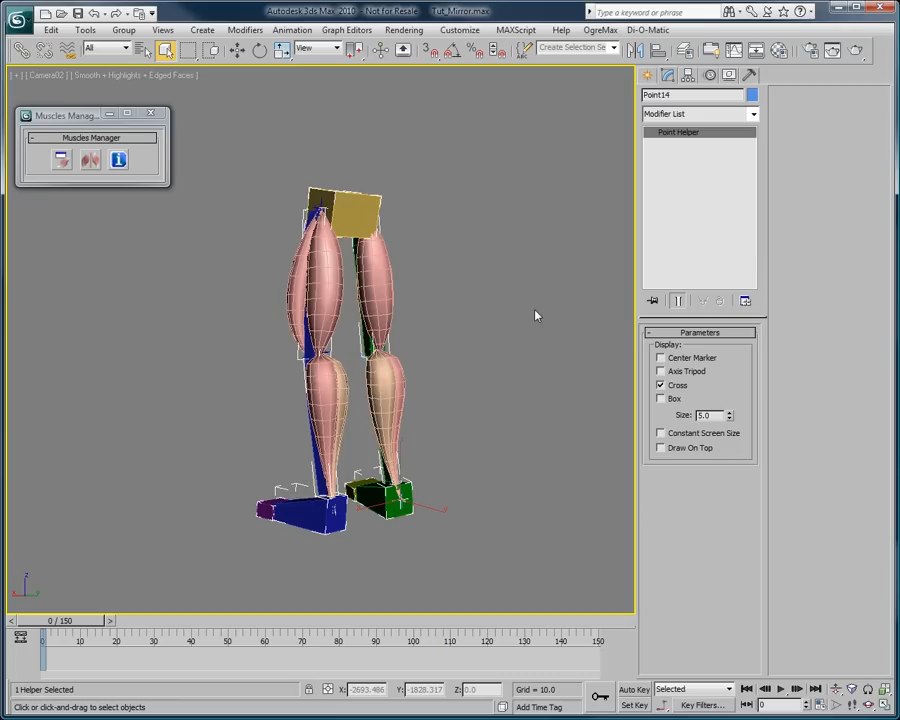 Autodesk 3ds Max 2010 - Not for Resale Tut_Mirror.max
Type a keyword or phrase
Edit Tools Group Views Create Modifiers Animation Graph Editors Rendering Customize MAXScript Help OgreMax Di-O-Matic
All
View
Create Selection Se
[ + ] [ Camera02 ] [ Smooth + Highlights + Edged Faces ]
Point14
Modifier List
Point Helper
Muscles Manag...
- Muscles Manager
- Parameters
Display:
Center Marker
Axis Tripod
Cross
Box
Size: 5.0
Constant Screen Size
Draw On Top
z
x
y
y
< 0 / 150 >
0 10 20 30 40 50 60 70 80 90 100 110 120 130 140 150
1 Helper Selected
X: -2693.486 Y: -1828.317 Z: 0.0
Grid = 10.0
Auto Key Selected
Click or click-and-drag to select objects
Add Time Tag
Set Key Key Filters...
0